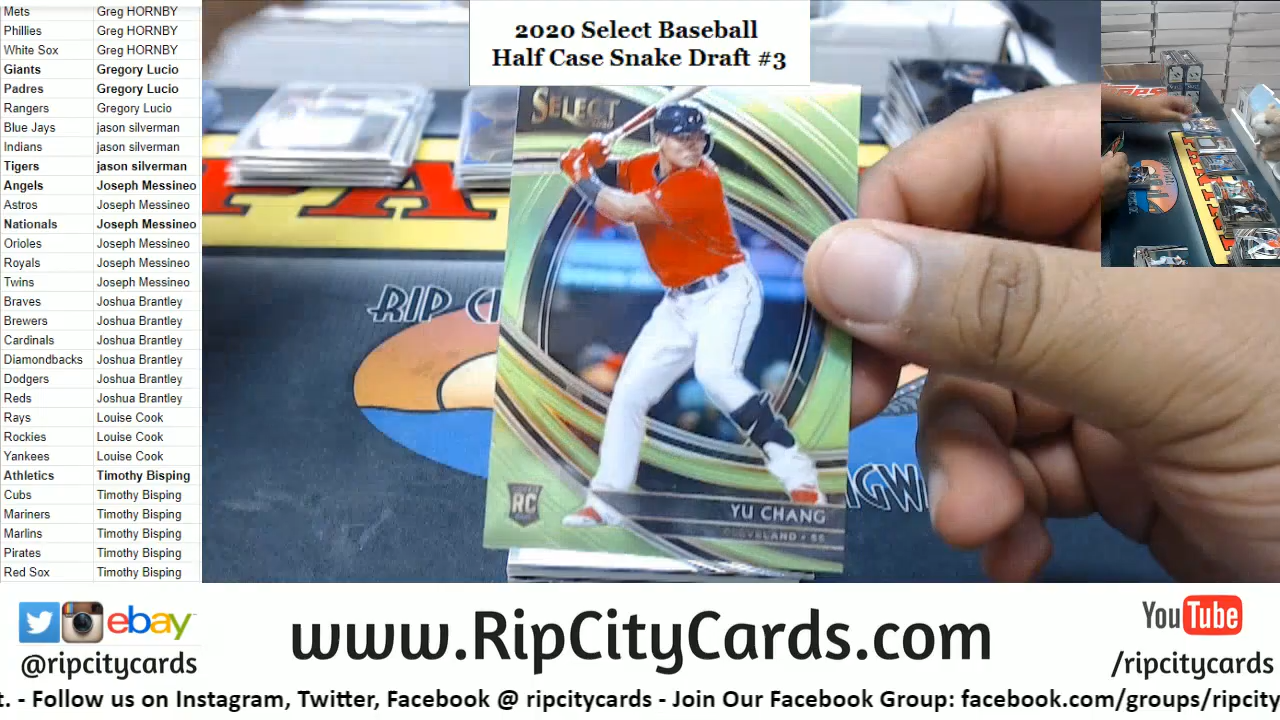 2020 Select Baseball
Half Case Snake Draft #3
Mets Greg HORNBY
Phillies Greg HORNBY
White Sox Greg HORNBY
Giants Gregory Lucio
Padres Gregory Lucio
Rangers Gregory Lucio
Blue Jays jason silverman
Indians jason silverman
Tigers jason silverman
Angels Joseph Messineo
Astros Joseph Messineo
Nationals Joseph Messineo
Orioles Joseph Messineo
Royals Joseph Messineo
Twins Joseph Messineo
Braves Joshua Brantley
Brewers Joshua Brantley
Cardinals Joshua Brantley
Diamondbacks Joshua Brantley
Dodgers Joshua Brantley
Reds Joshua Brantley
Rays Louise Cook
Rockies Louise Cook
Yankees Louise Cook
Athletics Timothy Bisping
Cubs Timothy Bisping
Mariners Timothy Bisping
Marlins Timothy Bisping
Pirates Timothy Bisping
Red Sox Timothy Bisping
SELECT
RIP CI
RC
YU CHANG
CLEVELAND • SS
ebay
@ripcitycards
www.RipCityCards.com
YouTube
/ripcitycards
t. - Follow us on Instagram, Twitter, Facebook @ ripcitycards - Join Our Facebook Group: facebook.com/groups/ripcity